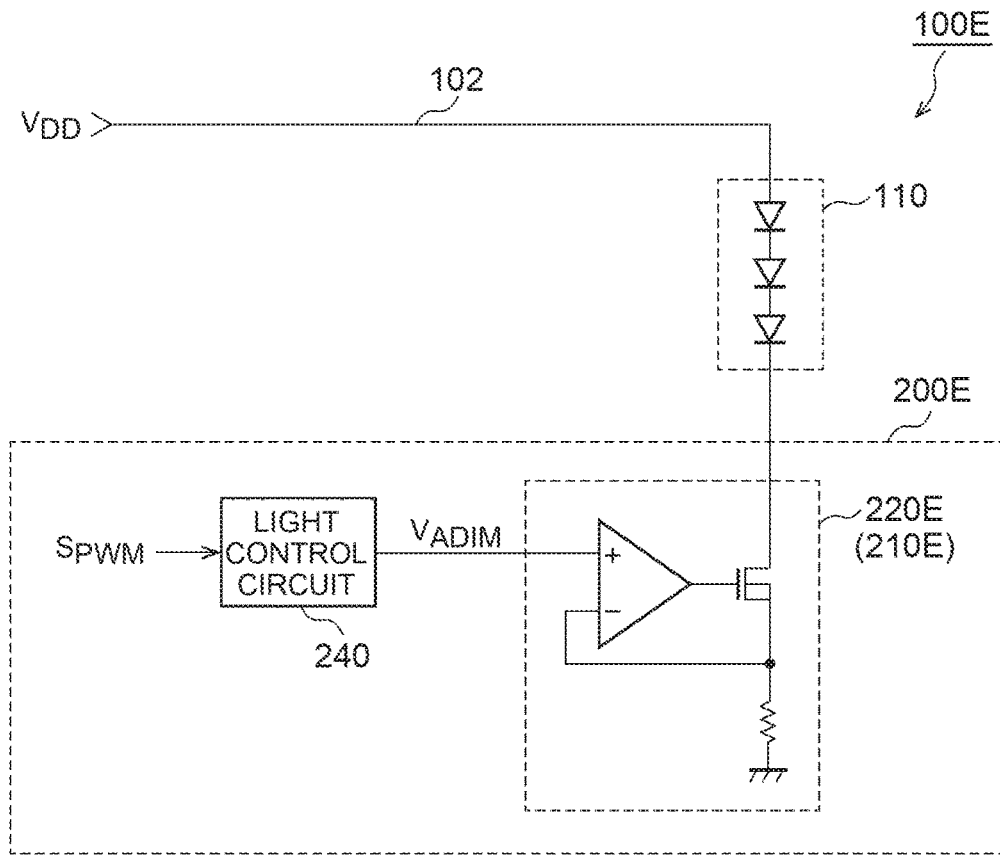 100E
102
VDD
110
200E
LIGHT
CONTROL
CIRCUIT
SPWM
VADIM
220E
(210E)
+
−
240